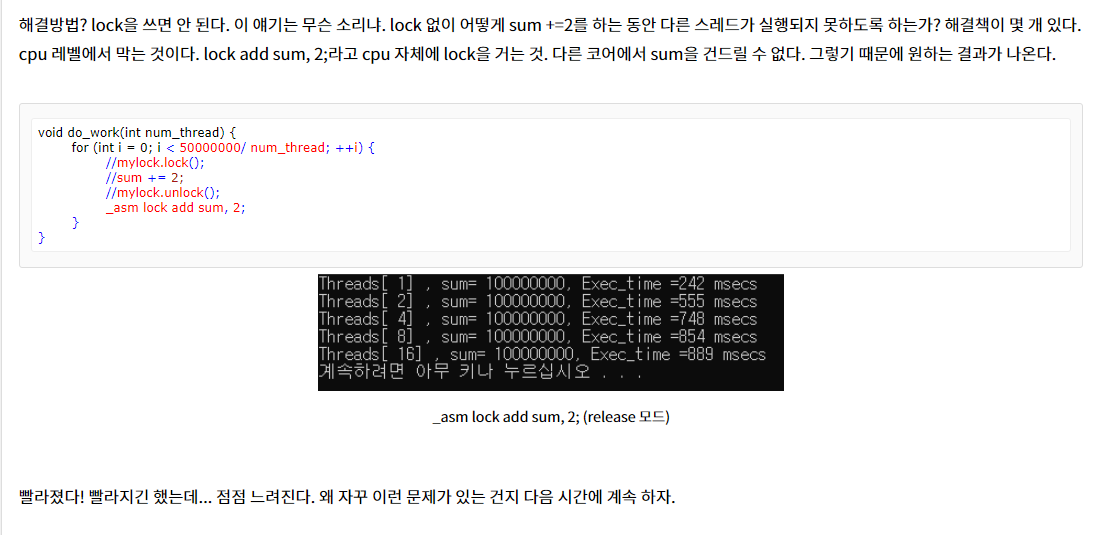 해결방법? lock을 쓰면 안 된다. 이 얘기는 무슨 소리냐. lock 없이 어떻게 sum +=2를 하는 동안 다른 스레드가 실행되지 못하도록 하는가? 해결책이 몇 개 있다.
cpu 레벨에서 막는 것이다. lock add sum, 2;라고 cpu 자체에 lock을 거는 것. 다른 코어에서 sum을 건드릴 수 없다. 그렇기 때문에 원하는 결과가 나온다.
void do_work(int num_thread) {
for (int i = 0; i < 50000000/ num_thread; ++i) {
//mylock.lock();
//sum += 2;
//mylock.unlock();
_asm lock add sum, 2;
}
}
Threads[ 1] , sum= 100000000, Exec_time =242 msecs
Threads[ 2] , sum= 100000000, Exec_time =555 msecs
Threads[ 4] , sum= 100000000, Exec_time =748 msecs
Threads[ 8] , sum= 100000000, Exec_time =854 msecs
Threads[ 16] , sum= 100000000, Exec_time =889 msecs
계속하려면 아무 키나 누르십시오 . . .
_asm lock add sum, 2; (release 모드)
빨라졌다! 빨라지긴 했는데... 점점 느려진다. 왜 자꾸 이런 문제가 있는 건지 다음 시간에 계속 하자.